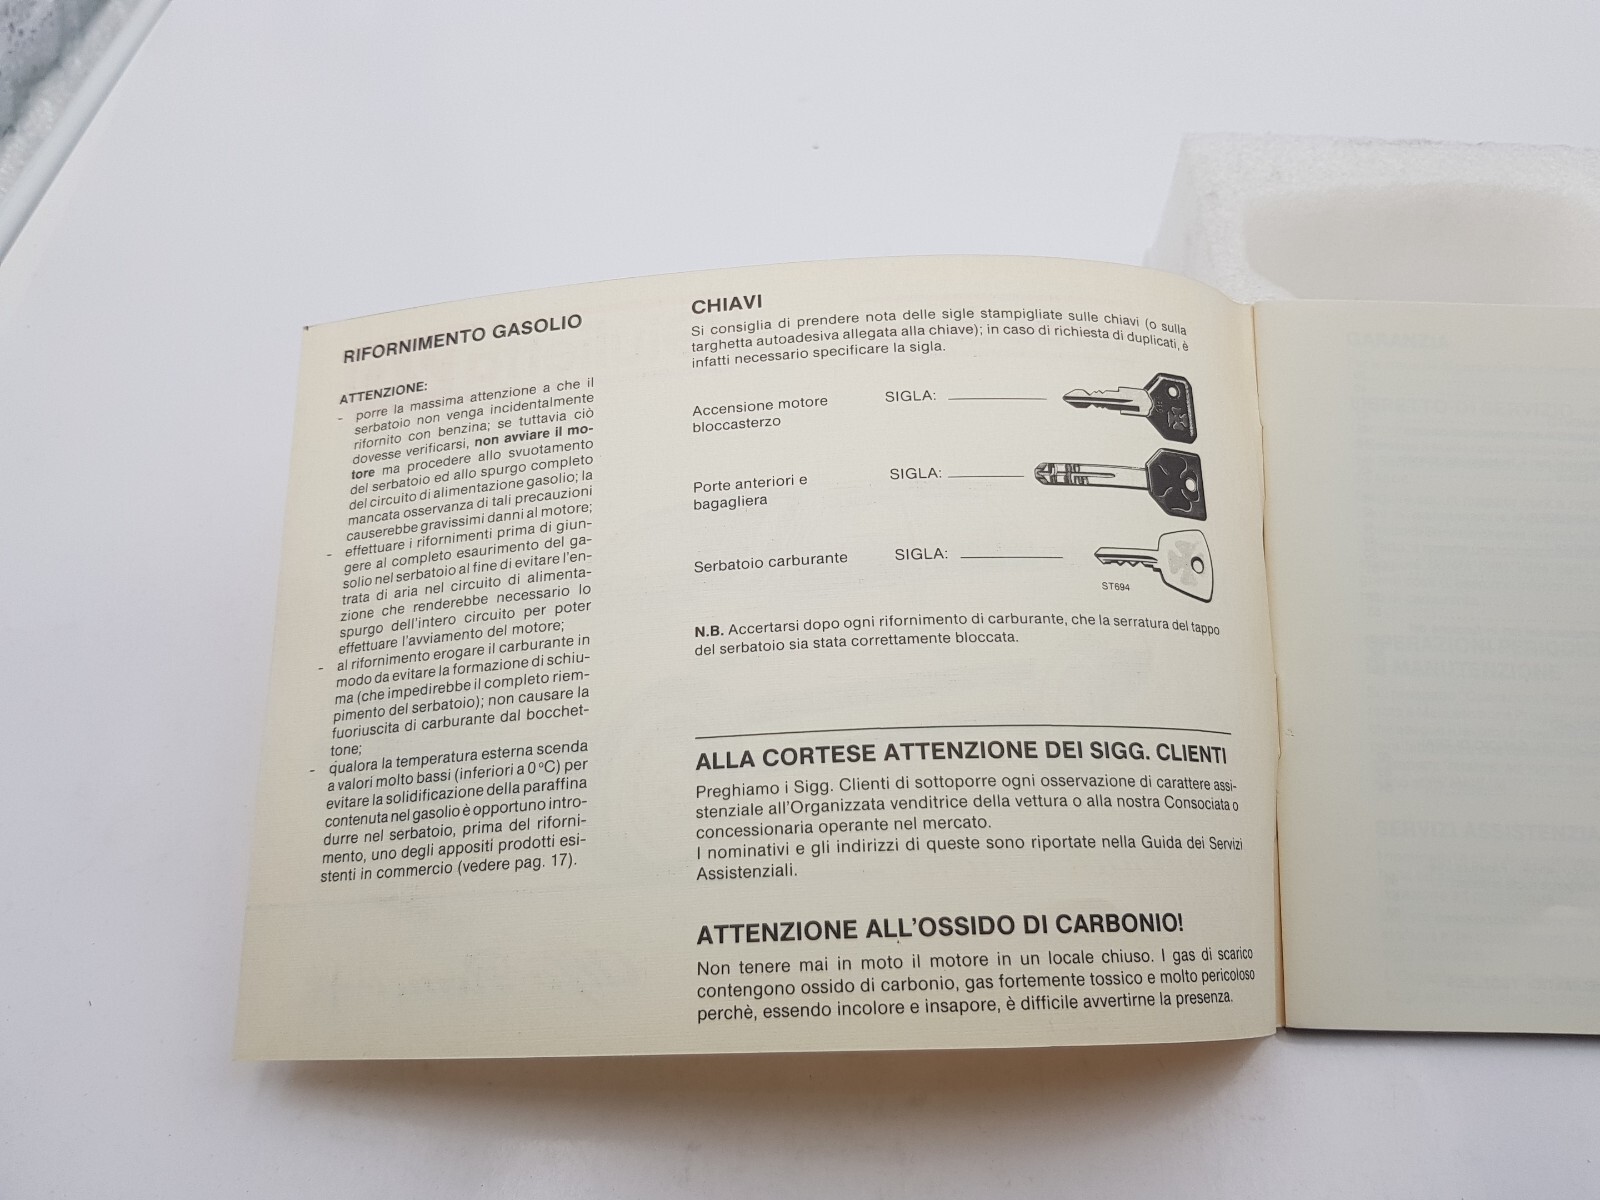 RIFORNIMENTO GASOLIO
ATTENZIONE:
- porre la massima attenzione a che il
serbatoio non venga incidentalmente
rifornito con benzina; se tuttavia ciò
dovesse verificarsi, non avviare il mo-
tore ma procedere allo svuotamento
del serbatoio ed allo spurgo completo
del circuito di alimentazione gasolio; la
mancata osservanza di tali precauzioni
causerebbe gravissimi danni al motore;
- effettuare i rifornimenti prima di giun-
gere al completo esaurimento del ga-
solio nel serbatoio al fine di evitare l'en-
trata di aria nel circuito di alimenta-
zione che renderebbe necessario lo
spurgo dell'intero circuito per poter
effettuare l'avviamento del motore;
- al rifornimento erogare il carburante in
modo da evitare la formazione di schiu-
ma (che impedirebbe il completo riem-
pimento del serbatoio); non causare la
fuoriuscita di carburante dal bocchet-
tone;
- qualora la temperatura esterna scenda
a valori molto bassi (inferiori a 0 °C) per
evitare la solidificazione della paraffina
contenuta nel gasolio è opportuno intro-
durre nel serbatoio, prima del riforni-
mento, uno degli appositi prodotti esi-
stenti in commercio (vedere pag. 17).
CHIAVI
Si consiglia di prendere nota delle sigle stampigliate sulle chiavi (o sulla
targhetta autoadesiva allegata alla chiave); in caso di richiesta di duplicati, è
infatti necessario specificare la sigla.
Accensione motore
bloccasterzo
SIGLA:
Porte anteriori e
bagagliera
SIGLA:
Serbatoio carburante
SIGLA:
ST694
N.B. Accertarsi dopo ogni rifornimento di carburante, che la serratura del tappo
del serbatoio sia stata correttamente bloccata.
ALLA CORTESE ATTENZIONE DEI SIGG. CLIENTI
Preghiamo i Sigg. Clienti di sottoporre ogni osservazione di carattere assi-
stenziale all'Organizzata venditrice della vettura o alla nostra Consociata o
concessionaria operante nel mercato.
I nominativi e gli indirizzi di queste sono riportate nella Guida dei Servizi
Assistenziali.
ATTENZIONE ALL'OSSIDO DI CARBONIO!
Non tenere mai in moto il motore in un locale chiuso. I gas di scarico
contengono ossido di carbonio, gas fortemente tossico e molto pericoloso
perchè, essendo incolore e insapore, è difficile avvertirne la presenza.